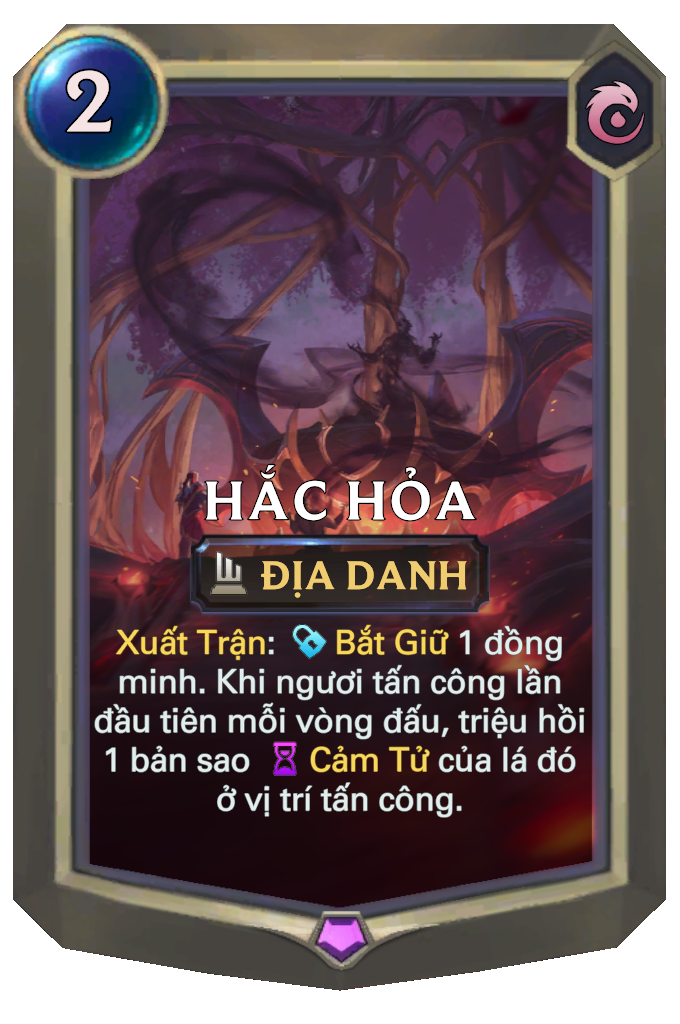 2
HẮC HỎA
ĐỊA DANH
Xuất Trận: Bắt Giữ 1 đồng
minh. Khi ngươi tấn công lần
đầu tiên mỗi vòng đấu, triệu hồi
1 bản sao Cảm Tử của lá đó
ở vị trí tấn công.